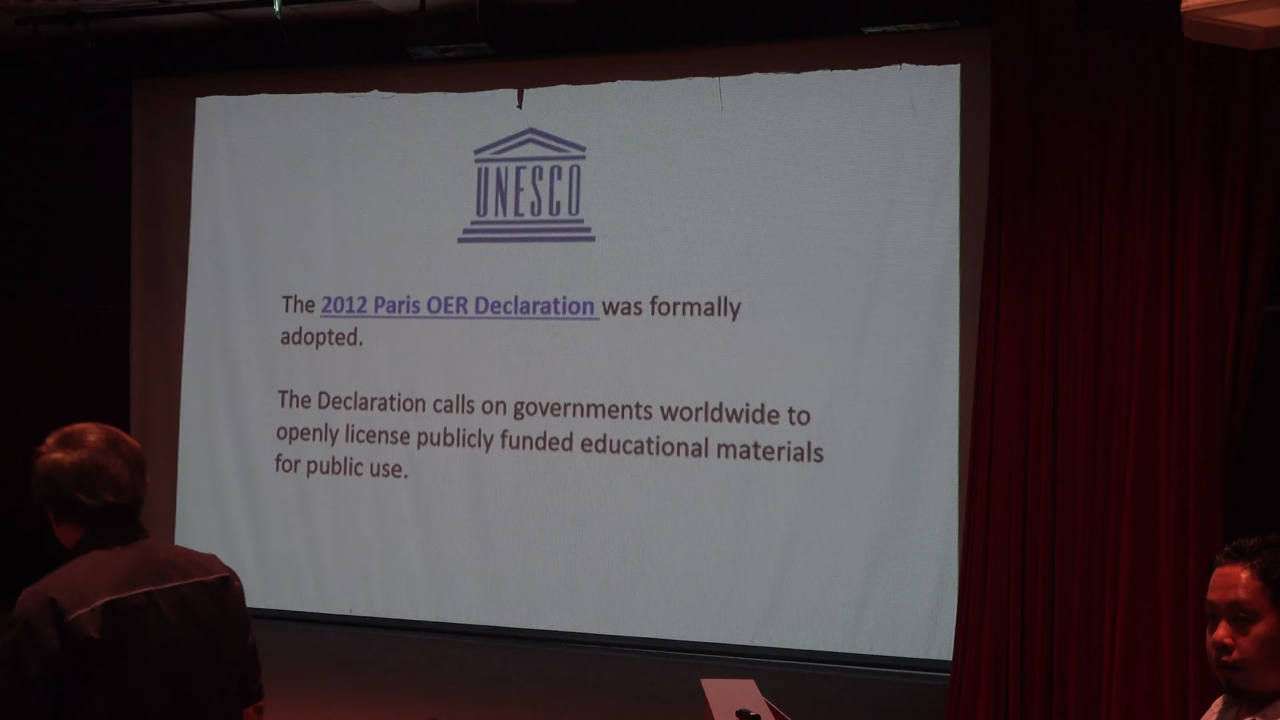 UNESCO
The 2012 Paris OER Declaration was formally
adopted.
The Declaration calls on governments worldwide to
openly license publicly funded educational materials
for public use.